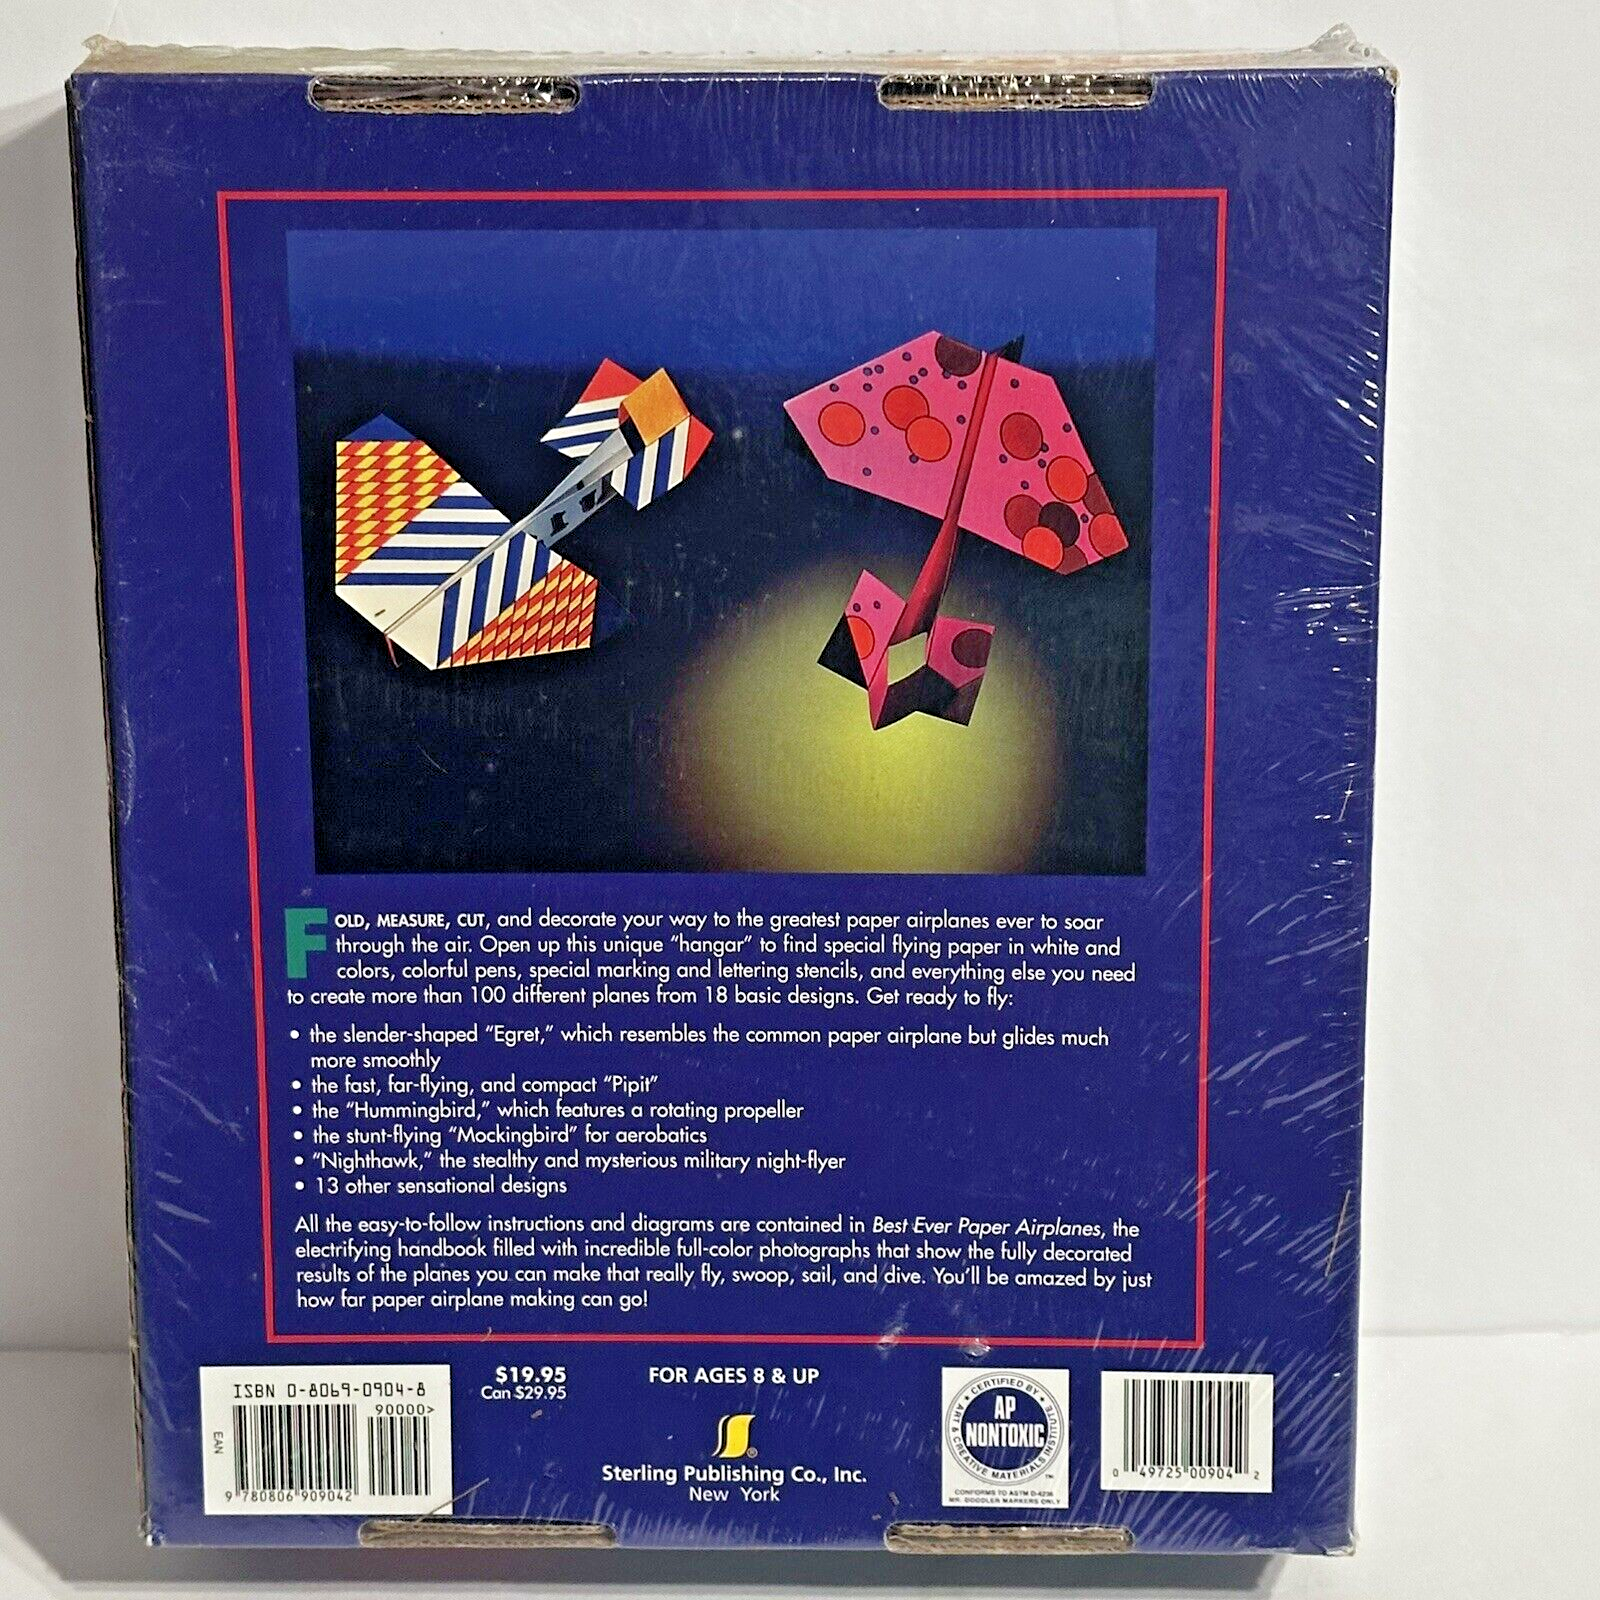 FOLD, MEASURE, CUT, and decorate your way to the greatest paper airplanes ever to soar
through the air. Open up this unique "hangar" to find special flying paper in white and
colors, colorful pens, special marking and lettering stencils, and everything else you need
to create more than 100 different planes from 18 basic designs. Get ready to fly:
• the slender-shaped "Egret," which resembles the common paper airplane but glides much
more smoothly
• the fast, far-flying, and compact "Pipit"
• the "Hummingbird," which features a rotating propeller
• the stunt-flying "Mockingbird" for aerobatics
• "Nighthawk," the stealthy and mysterious military night-flyer
• 13 other sensational designs
All the easy-to-follow instructions and diagrams are contained in Best Ever Paper Airplanes, the
electrifying handbook filled with incredible full-color photographs that show the fully decorated
results of the planes you can make that really fly, swoop, sail, and dive. You'll be amazed by just
how far paper airplane making can go!
ISBN 0-8069-0904-8
90000>
EAN
9 780806 909042
$19.95
Can $29.95
FOR AGES 8 & UP
®
Sterling Publishing Co., Inc.
New York
CERTIFIED BY
ART & CREATIVE MATERIALS INSTITUTE
TM
AP
NONTOXIC
CONFORMS TO ASTM D-4236
MR. DOODLER MARKERS ONLY
0 49725 00904 2